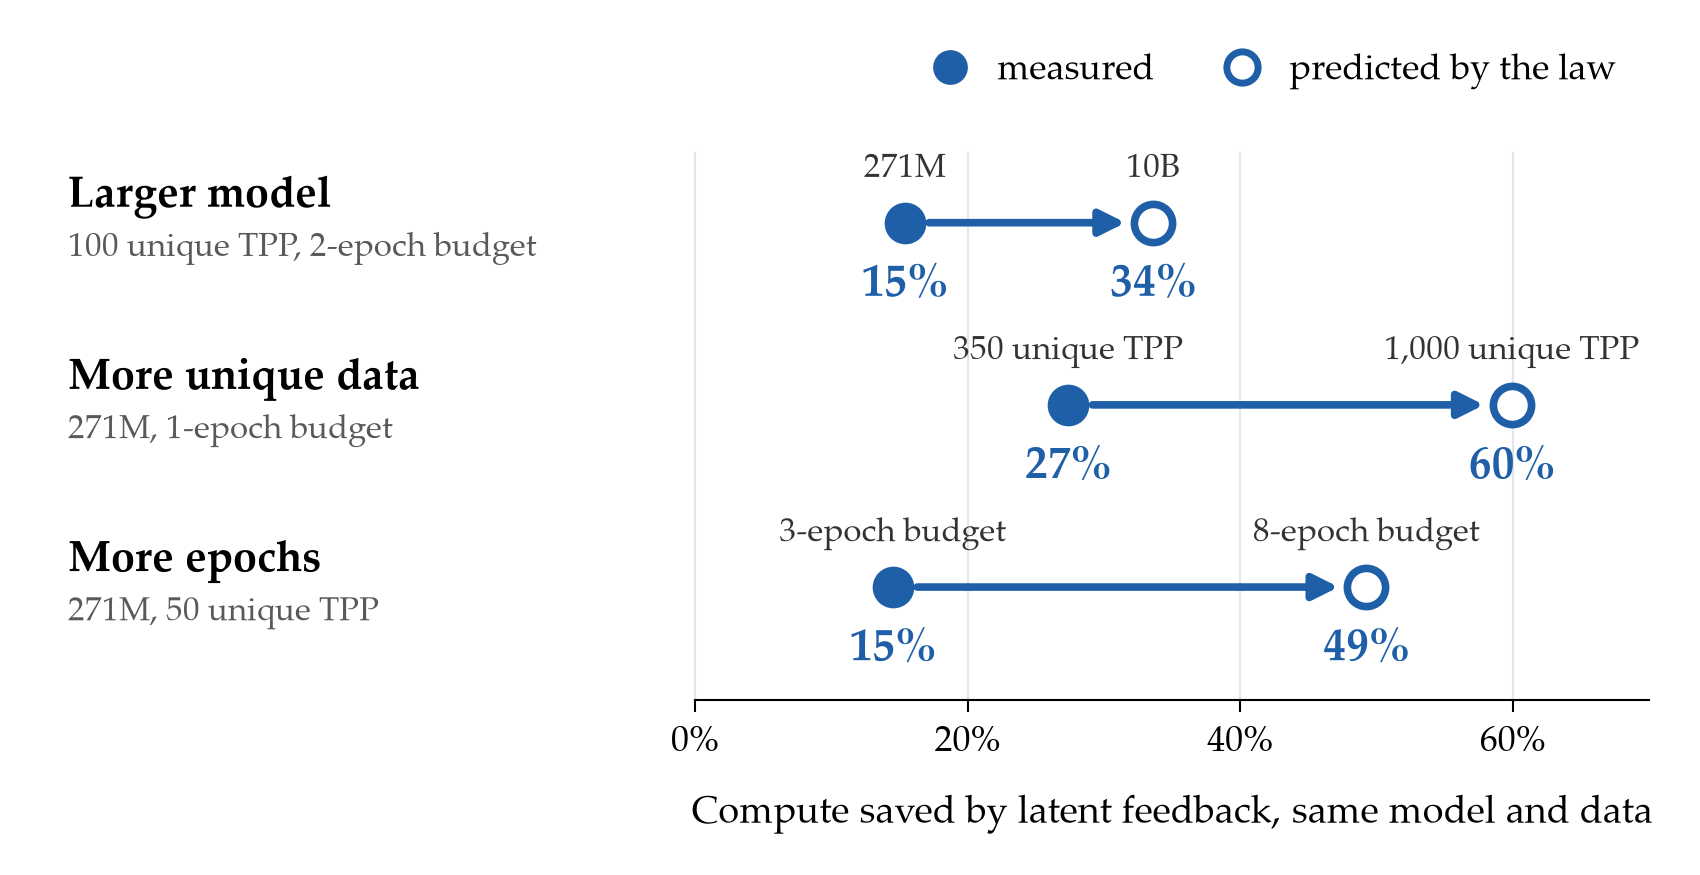 measured
predicted by the law
Larger model
100 unique TPP, 2-epoch budget
271M
10B
15%
34%
More unique data
271M, 1-epoch budget
350 unique TPP
1,000 unique TPP
27%
60%
More epochs
271M, 50 unique TPP
3-epoch budget
8-epoch budget
15%
49%
0%
20%
40%
60%
Compute saved by latent feedback, same model and data